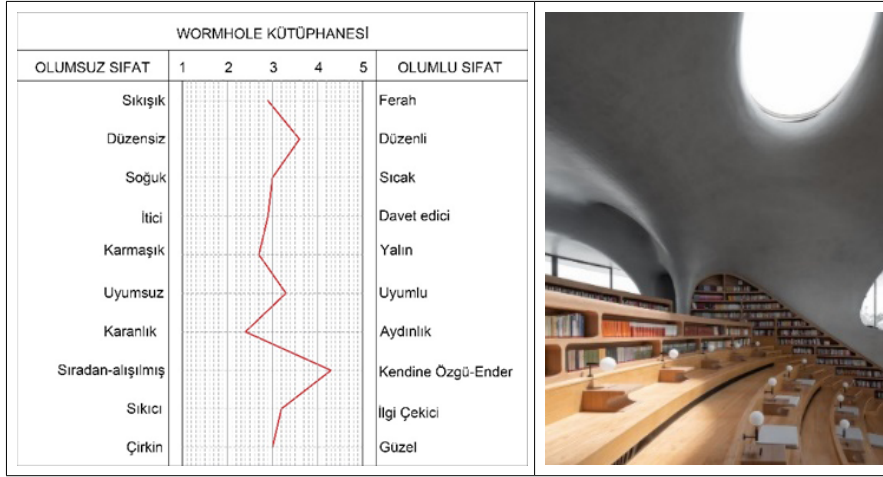 WORMHOLE KÜTÜPHANESİ
OLUMSUZ SIFAT 1 2 3 4 5 OLUMLU SIFAT
Sıkışık Ferah
Düzensiz Düzenli
Soğuk Sıcak
İtici Davet edici
Karmaşık Yalın
Uyumsuz Uyumlu
Karanlık Aydınlık
Sıradan-alışılmış Kendine Özgü-Ender
Sıkıcı İlgi Çekici
Çirkin Güzel